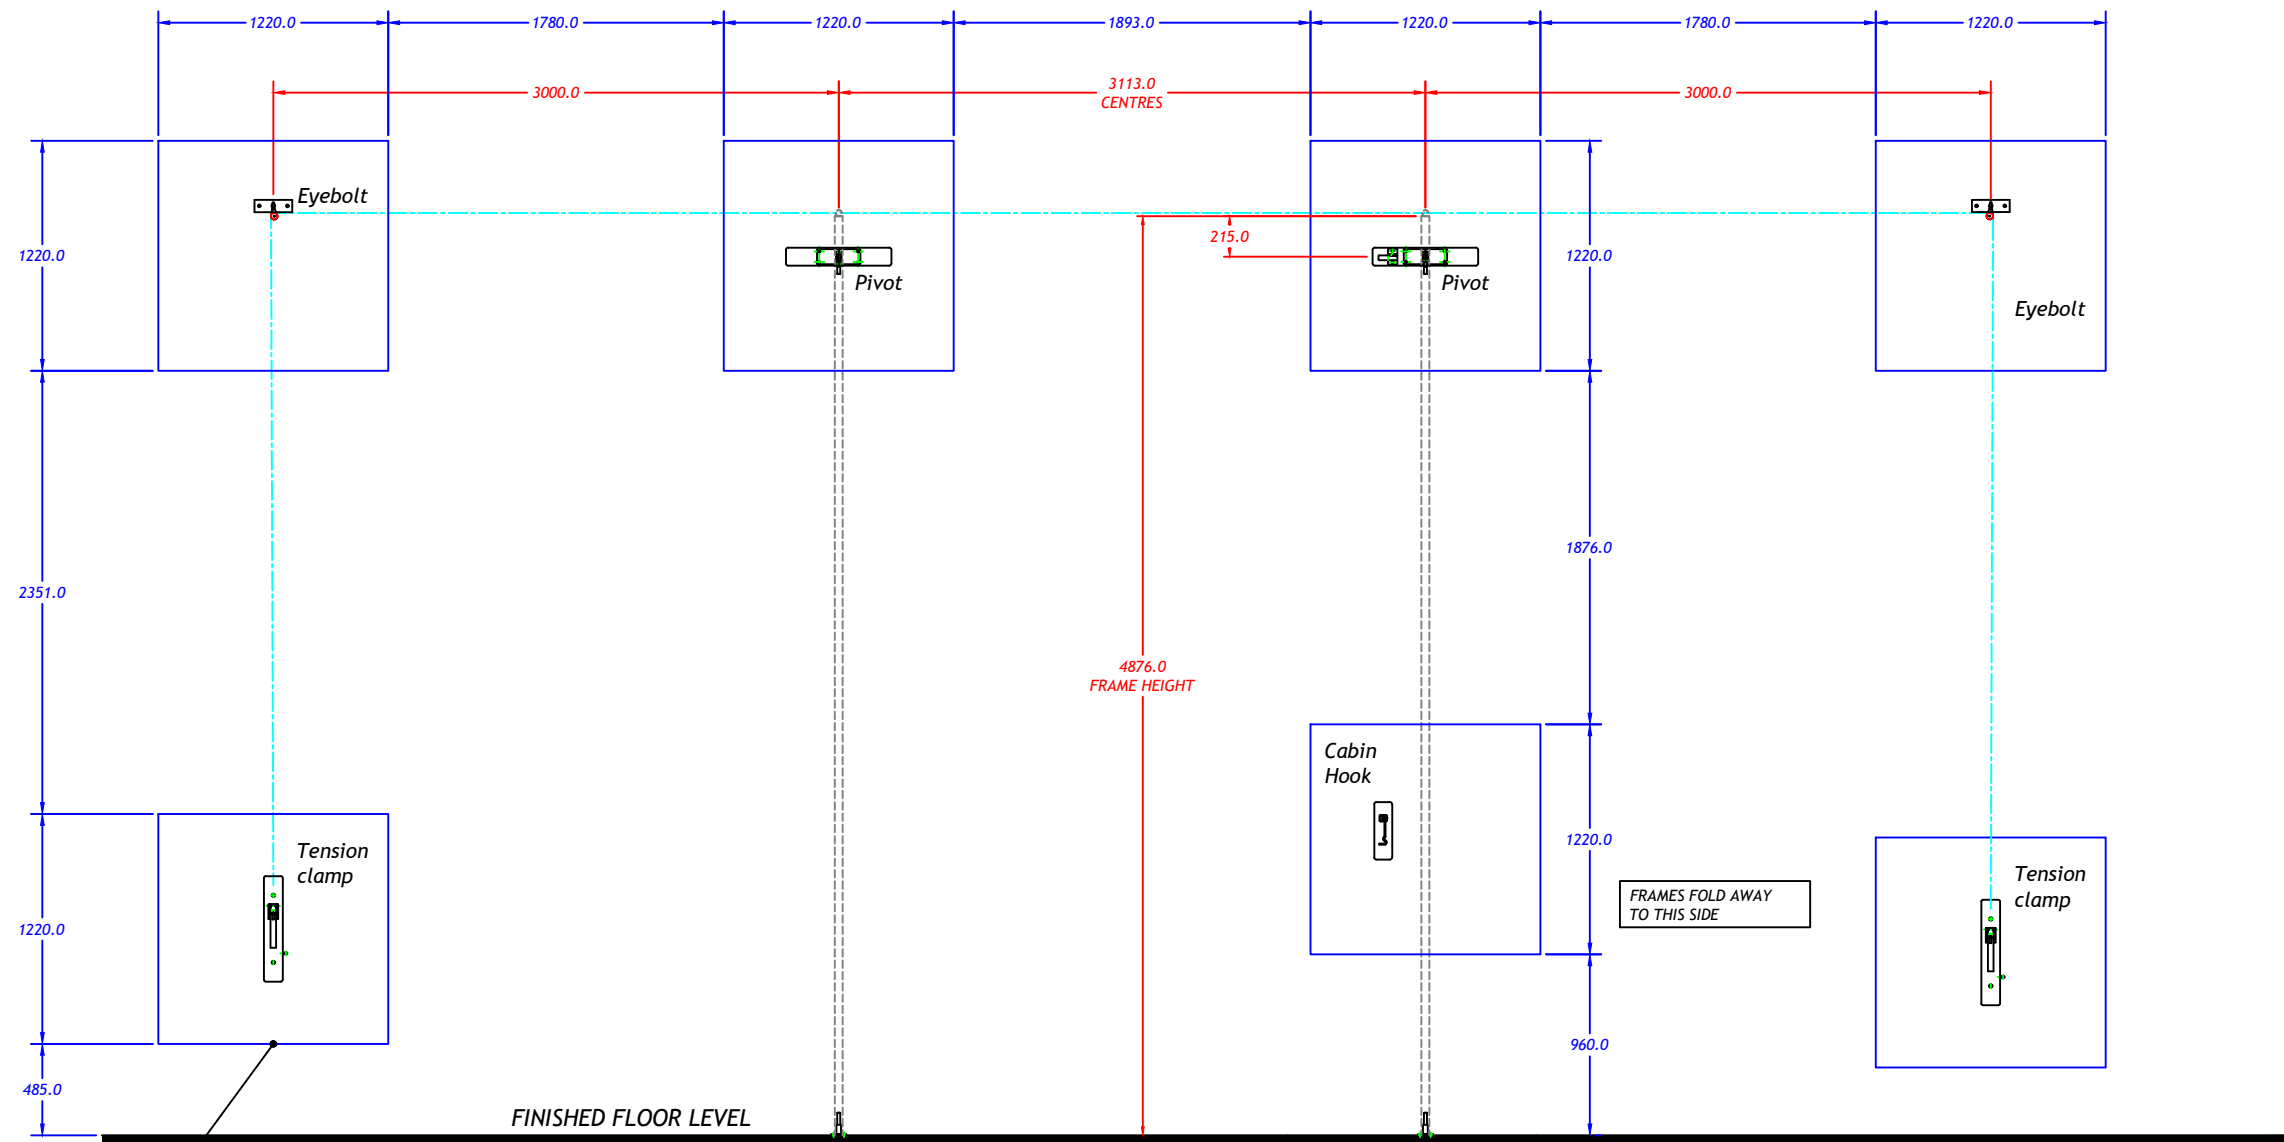 1220.0
1780.0
1220.0
1893.0
1220.0
1780.0
1220.0
3000.0
3113.0
CENTRES
3000.0
Eyebolt
215.0
1220.0
1220.0
Pivot
Pivot
Eyebolt
1876.0
2351.0
4876.0
FRAME HEIGHT
Cabin
Hook
1220.0
Tension
clamp
Tension
clamp
FRAMES FOLD AWAY
TO THIS SIDE
1220.0
960.0
485.0
FINISHED FLOOR LEVEL